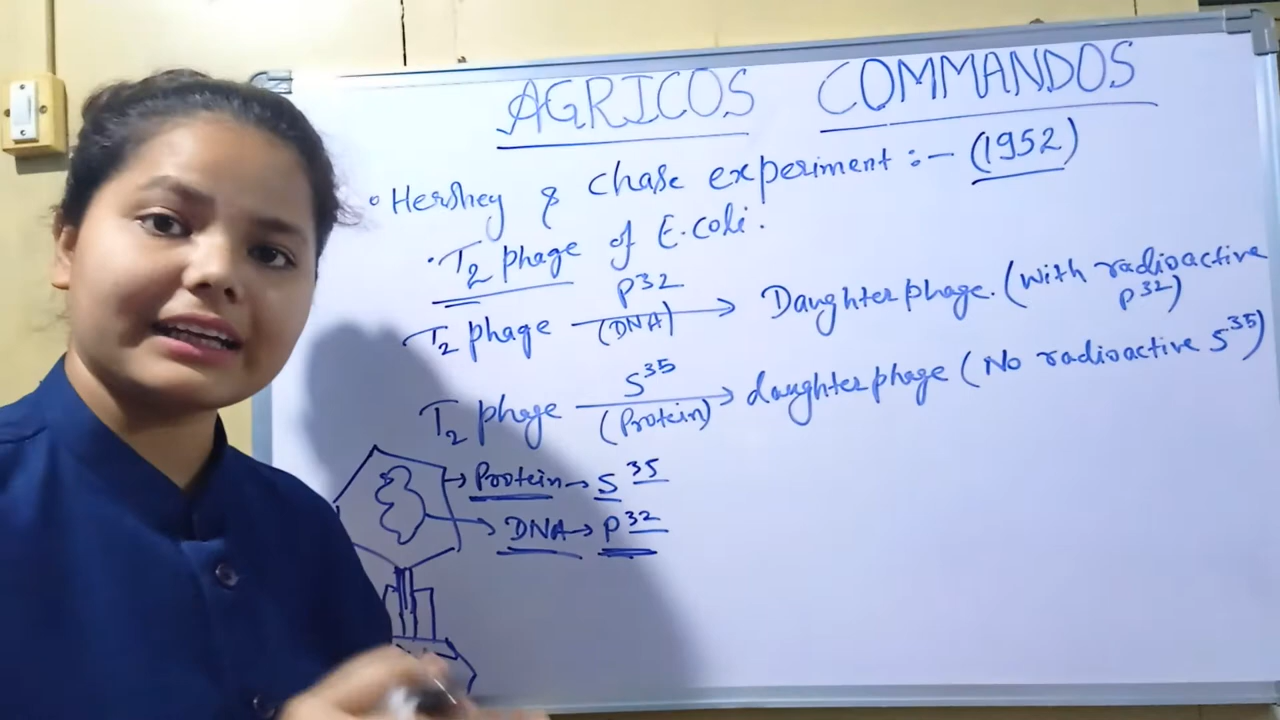 AGRICOS COMMANDOS
• Hershey & chase experiment :- (1952)
• T2 phage of E.coli.
T2 phage P32 (DNA) → Daughter phage. (With radioactive P32)
T2 phage S35 (Protein) → daughter phage (No radioactive S35)
→ Protein → S35
→ DNA → P32